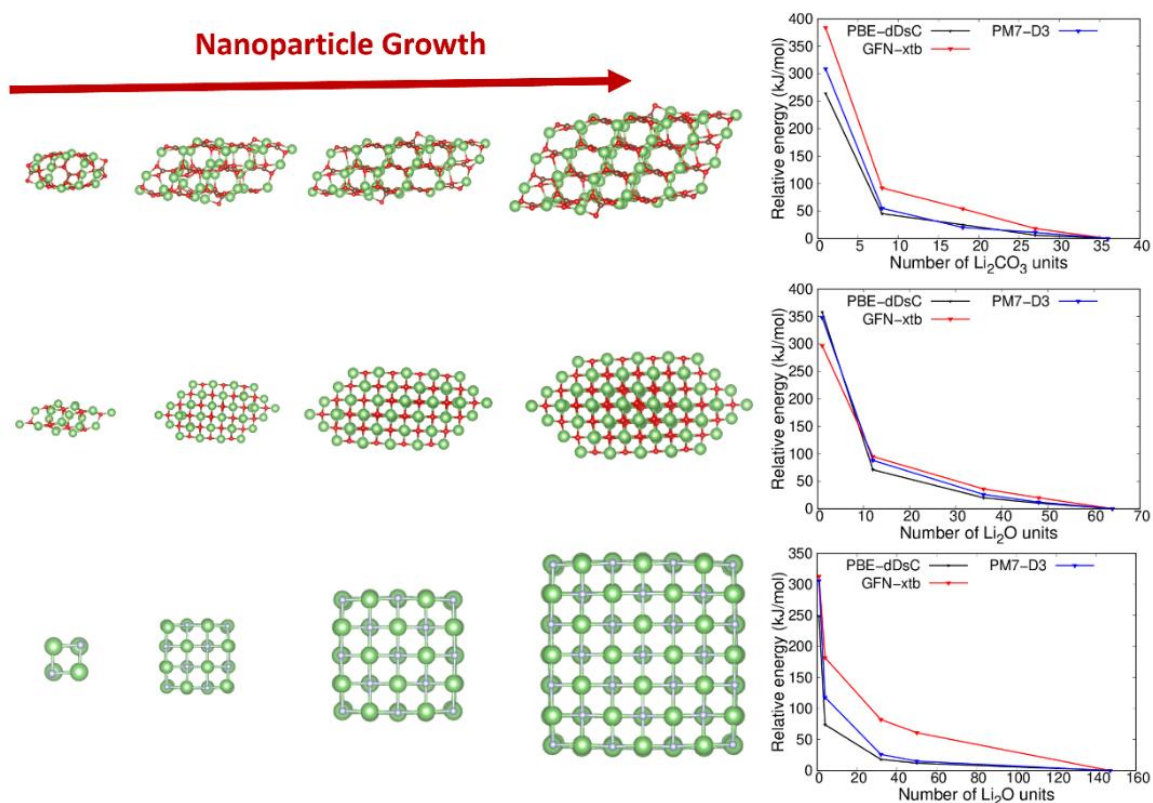 Nanoparticle Growth
Relative energy (kJ/mol)
400
350
300
250
200
150
100
50
0
PBE-dDsC
PM7-D3
GFN-xtb
0 5 10 15 20 25 30 35 40
Number of Li₂CO₃ units
Relative energy (kJ/mol)
400
350
300
250
200
150
100
50
0
PBE-dDsC
PM7-D3
GFN-xtb
0 10 20 30 40 50 60 70
Number of Li₂O units
Relative energy (kJ/mol)
350
300
250
200
150
100
50
0
PBE-dDsC
PM7-D3
GFN-xtb
0 20 40 60 80 100 120 140 160
Number of Li₂O units